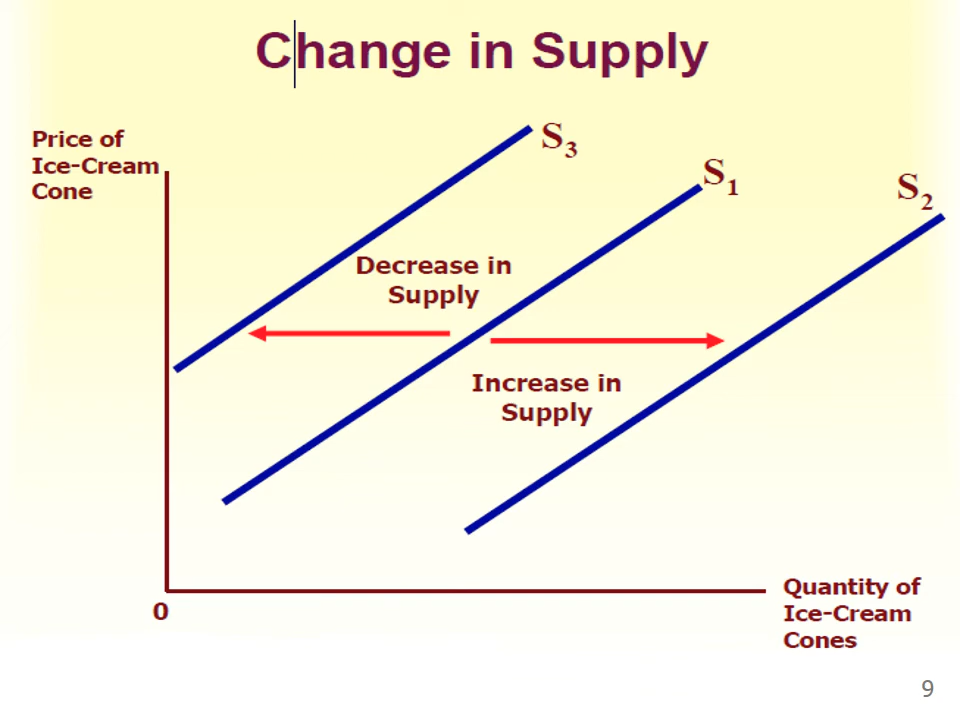 Change in Supply
Price of
Ice-Cream
Cone
S3
S1
S2
Decrease in
Supply
Increase in
Supply
0
Quantity of
Ice-Cream
Cones
9